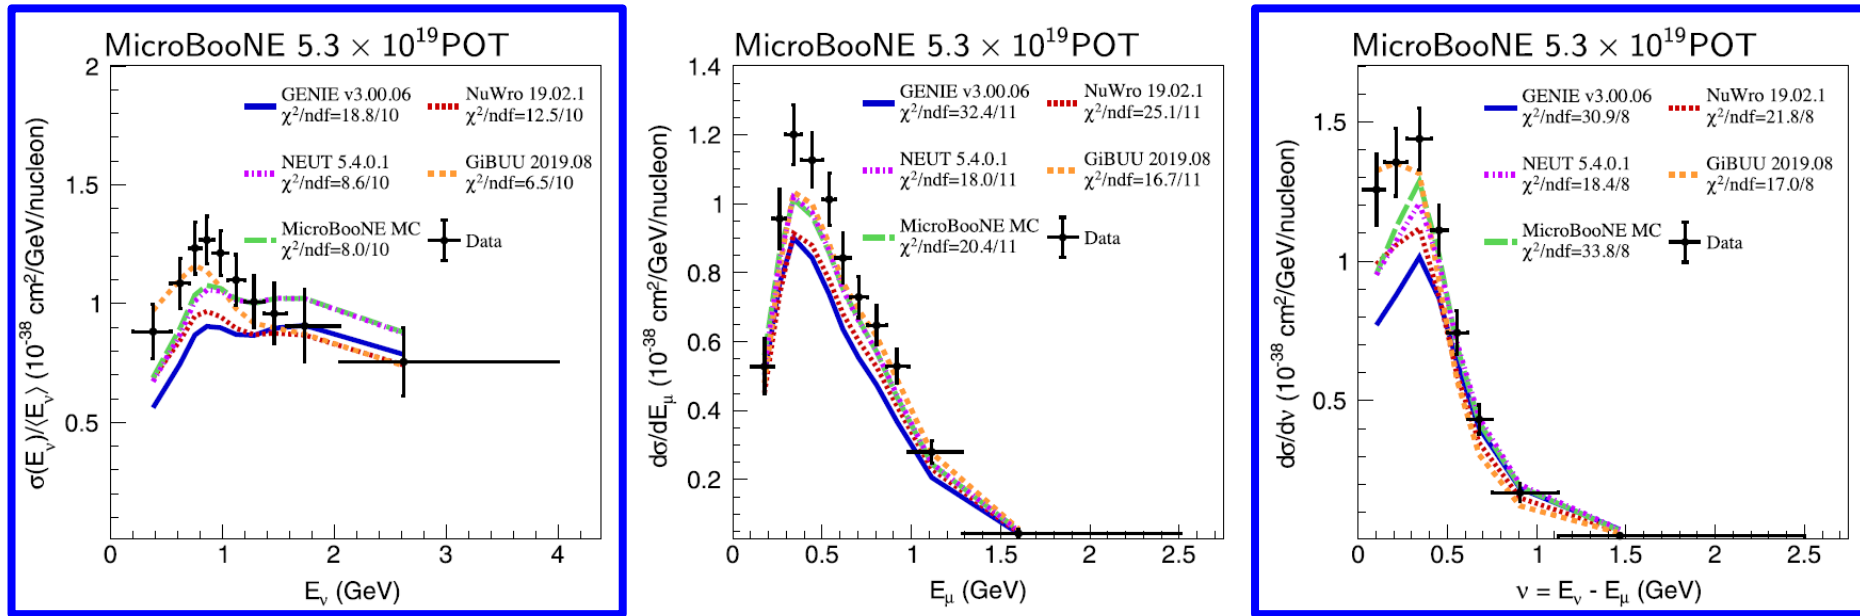 MicroBooNE 5.3 × 10¹⁹POT
2
1.5
1
0.5
0 1 2 3 4
σ(Eᵥ)/⟨Eᵥ⟩ (10⁻³⁸ cm²/GeV/nucleon)
Eᵥ (GeV)
GENIE v3.00.06
χ²/ndf=18.8/10
NuWro 19.02.1
χ²/ndf=12.5/10
NEUT 5.4.0.1
χ²/ndf=8.6/10
GiBUU 2019.08
χ²/ndf=6.5/10
MicroBooNE MC
χ²/ndf=8.0/10
Data
MicroBooNE 5.3 × 10¹⁹POT
1.4
1.2
1.0
0.8
0.6
0.4
0.2
0 0.5 1 1.5 2 2.5
dσ/dE_μ (10⁻³⁸ cm²/GeV/nucleon)
E_μ (GeV)
GENIE v3.00.06
χ²/ndf=32.4/11
NuWro 19.02.1
χ²/ndf=25.1/11
NEUT 5.4.0.1
χ²/ndf=18.0/11
GiBUU 2019.08
χ²/ndf=16.7/11
MicroBooNE MC
χ²/ndf=20.4/11
Data
MicroBooNE 5.3 × 10¹⁹POT
1.5
1
0.5
0 0.5 1 1.5 2 2.5
dσ/dν (10⁻³⁸ cm²/GeV/nucleon)
ν = Eᵥ - E_μ (GeV)
GENIE v3.00.06
χ²/ndf=30.9/8
NuWro 19.02.1
χ²/ndf=21.8/8
NEUT 5.4.0.1
χ²/ndf=18.4/8
GiBUU 2019.08
χ²/ndf=17.0/8
MicroBooNE MC
χ²/ndf=33.8/8
Data